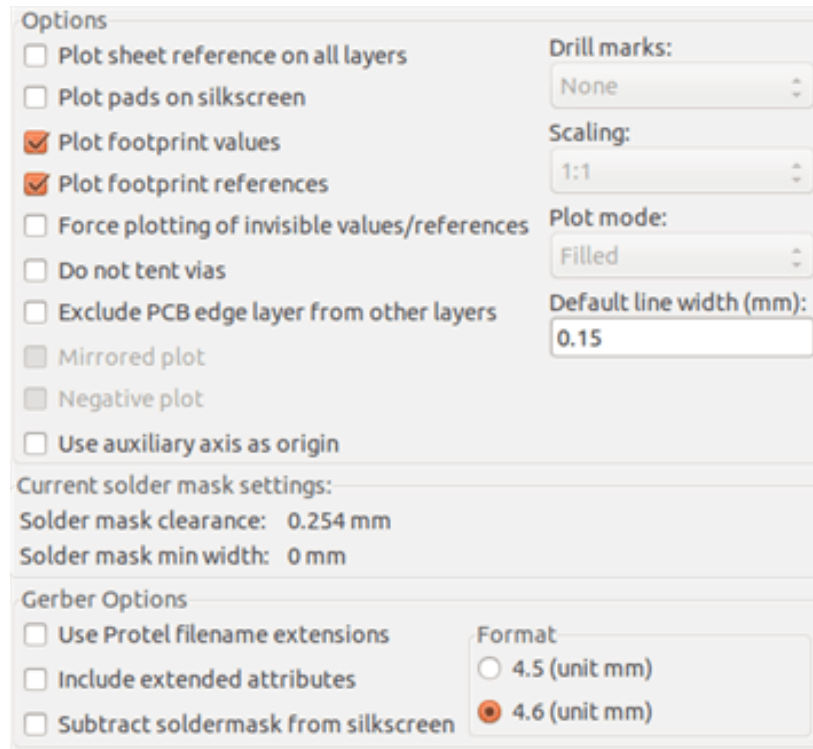 Options
Plot sheet reference on all layers
Plot pads on silkscreen
Plot footprint values
Plot footprint references
Force plotting of invisible values/references
Do not tent vias
Exclude PCB edge layer from other layers
Mirrored plot
Negative plot
Use auxiliary axis as origin
Drill marks:
None
Scaling:
1:1
Plot mode:
Filled
Default line width (mm):
0.15
Current solder mask settings:
Solder mask clearance: 0.254 mm
Solder mask min width: 0 mm
Gerber Options
Use Protel filename extensions
Include extended attributes
Subtract soldermask from silkscreen
Format
4.5 (unit mm)
4.6 (unit mm)